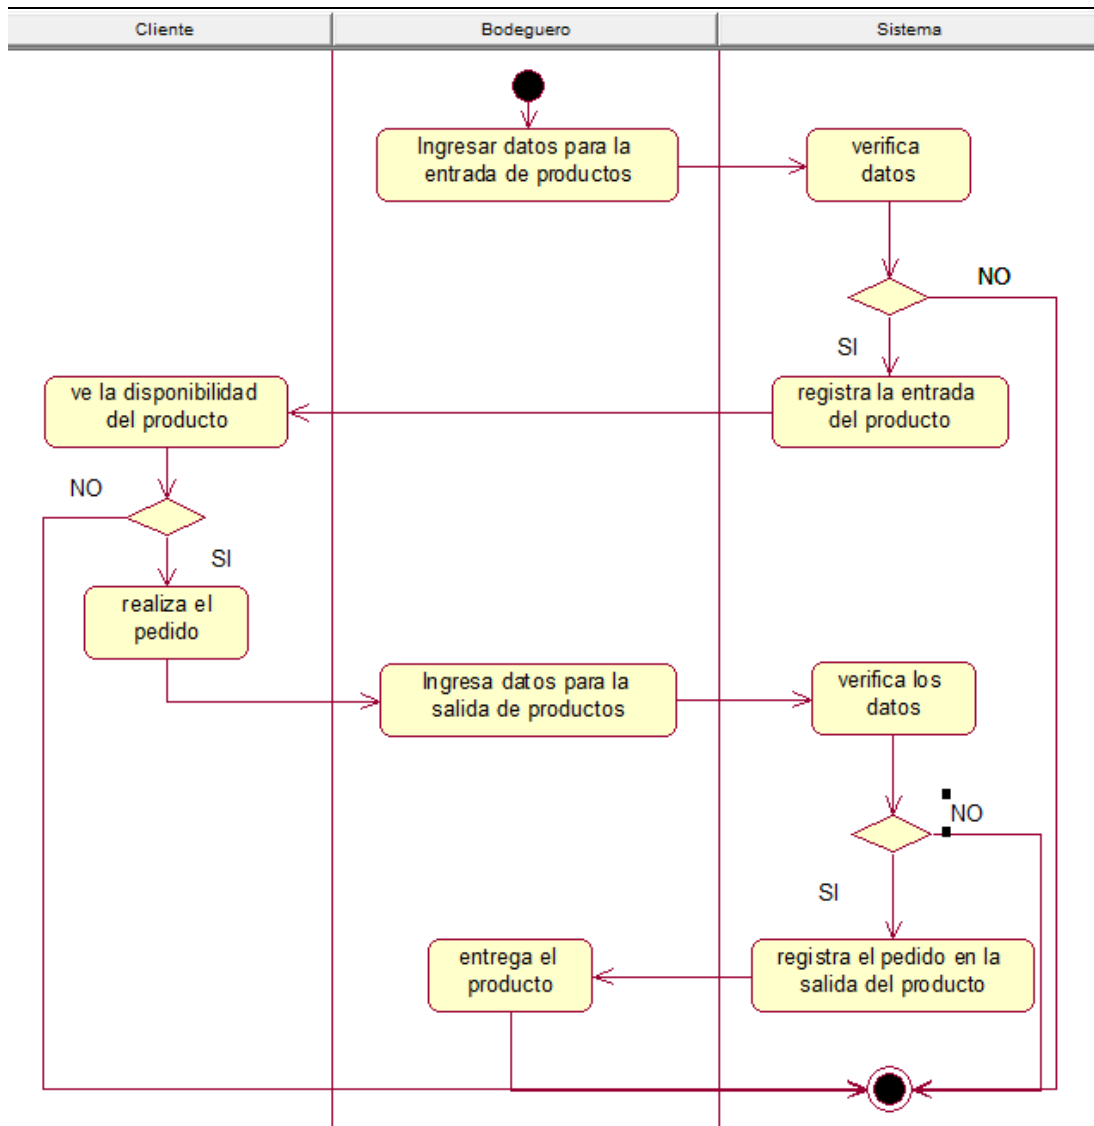 Cliente
Bodeguero
Sistema
Ingresar datos para la
entrada de productos
verifica
datos
NO
SI
registra la entrada
del producto
ve la disponibilidad
del producto
NO
SI
realiza el
pedido
Ingresa datos para la
salida de productos
verifica los
datos
NO
SI
registra el pedido en la
salida del producto
entrega el
producto